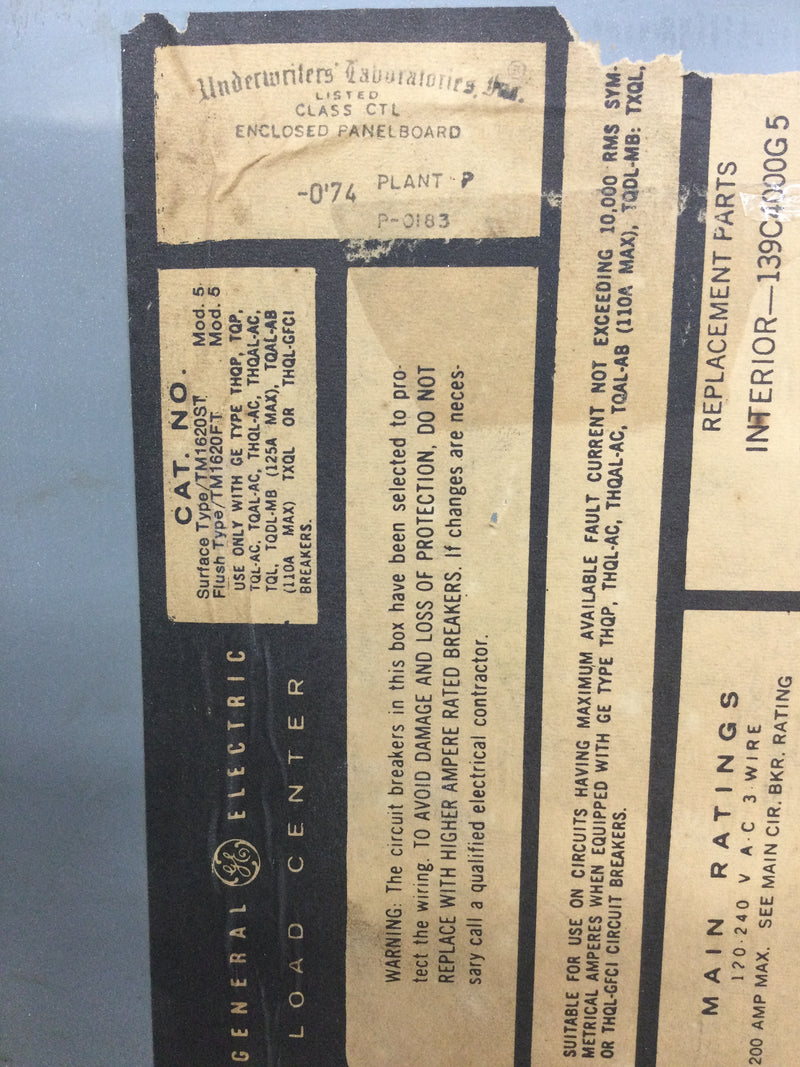 GENERAL GE ELECTRIC
LOAD CENTER
CAT. NO.
Surface Type/TM1620ST Mod. 5
Flush Type/TM1620FT Mod. 5
USE ONLY WITH GE TYPE THQP, TQP,
TQL-AC, TQAL-AC, THQL-AC, THQAL-AC,
TQL, TQDL-MB (125A MAX), TQAL-AB
(110A MAX) TXQL OR THQL-GFCI
BREAKERS.
Underwriters' Laboratories, Inc. ®
LISTED
CLASS CTL
ENCLOSED PANELBOARD
-0'74 PLANT P
P-0183
WARNING: The circuit breakers in this box have been selected to pro-
tect the wiring. TO AVOID DAMAGE AND LOSS OF PROTECTION, DO NOT
REPLACE WITH HIGHER AMPERE RATED BREAKERS. If changes are neces-
sary call a qualified electrical contractor.
SUITABLE FOR USE ON CIRCUITS HAVING MAXIMUM AVAILABLE FAULT CURRENT NOT EXCEEDING 10,000 RMS SYM-
METRICAL AMPERES WHEN EQUIPPED WITH GE TYPE THQP, THQL-AC, THQAL-AC, TQAL-AB (110A MAX), TQDL-MB: TXQL,
OR THQL-GFCI CIRCUIT BREAKERS.
MAIN RATINGS
120-240 V A-C 3-WIRE
200 AMP MAX. SEE MAIN CIR. BKR. RATING
REPLACEMENT PARTS
INTERIOR—139C4000G5